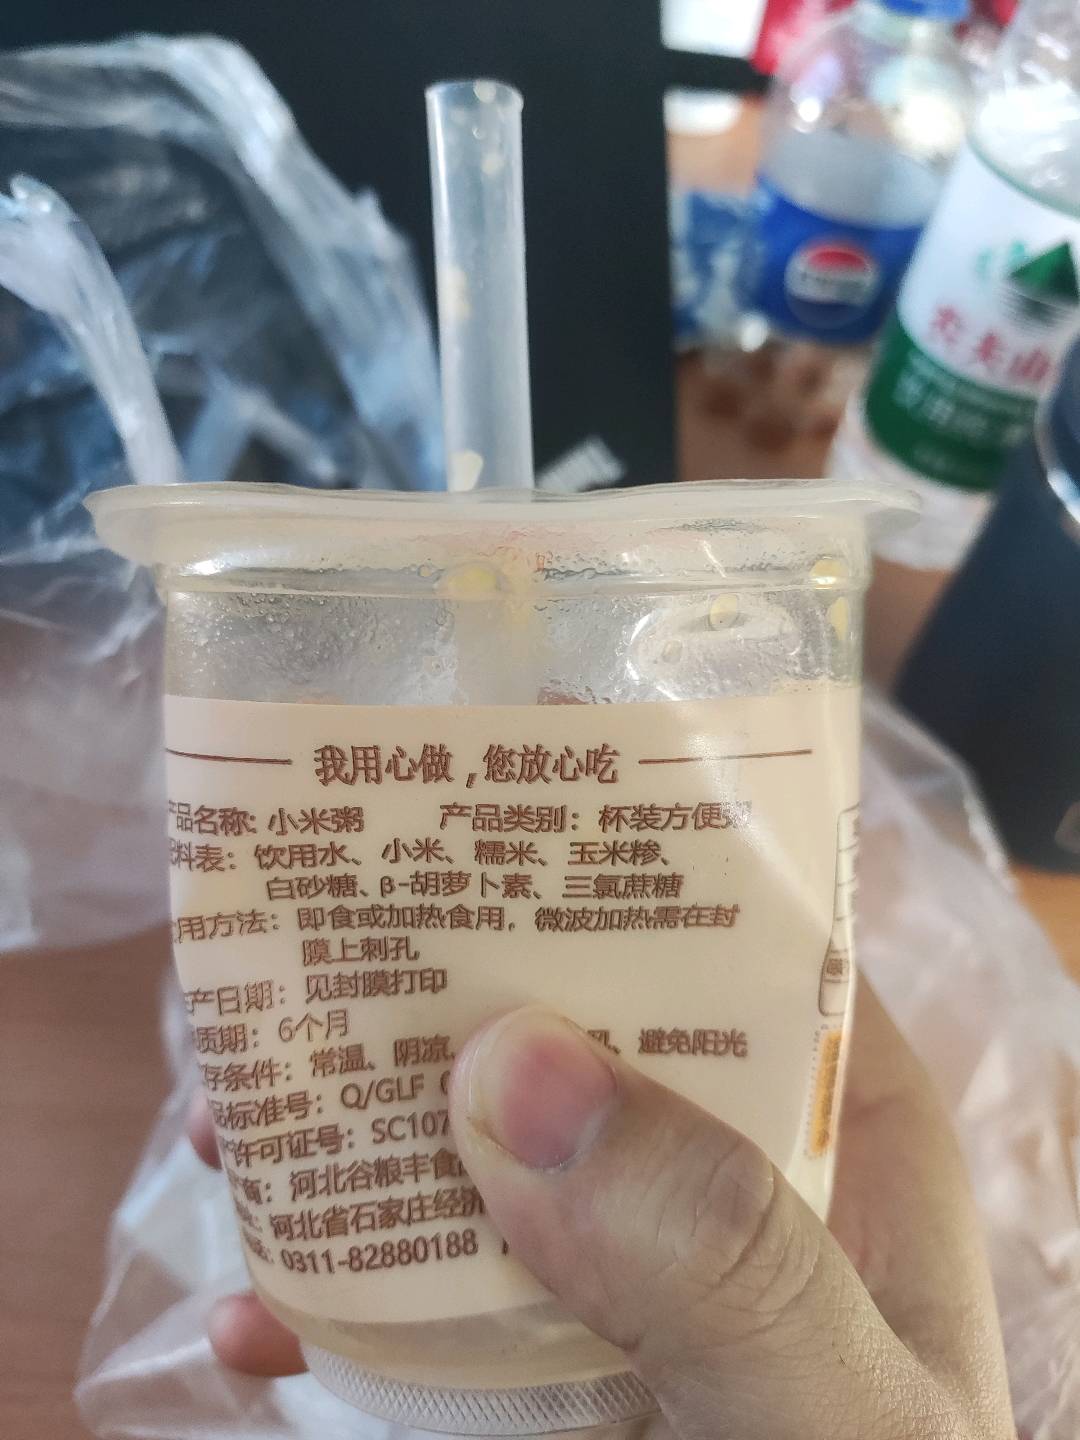 我用心做，您放心吃
产品名称: 小米粥 产品类别：杯装方便粥
料表：饮用水、小米、糯米、玉米糁、
白砂糖、β-胡萝卜素、三氯蔗糖
用方法：即食或加热食用，微波加热需在封
膜上刺孔
产日期：见封膜打印
质期：6个月
存条件：常温、阴凉、 、避免阳光
品标准号：Q/GLF
许可证号：SC107
商：河北谷粮丰食
河北省石家庄经济
0311-82880188